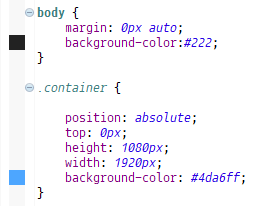 body {
margin: 0px auto;
background-color:#222;
}
.container {
position: absolute;
top: 0px;
height: 1080px;
width: 1920px;
background-color: #4da6ff;
}